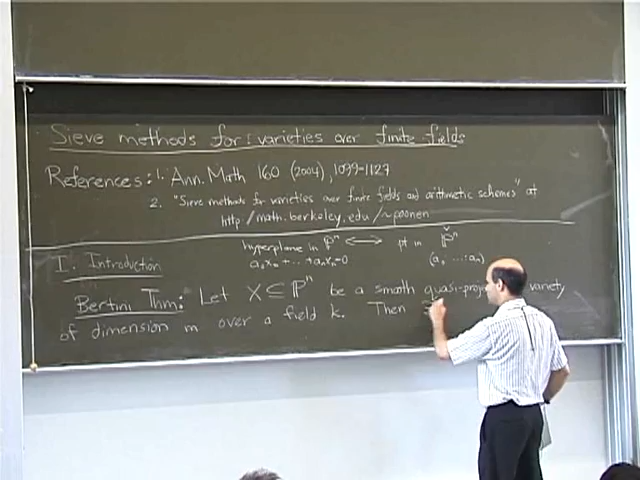 Sieve methods for varieties over finite fields
References: 1. Ann. Math 160 (2004), 1099-1127
2. "Sieve methods for varieties over finite fields and arithmetic schemes" at
http://math.berkeley.edu/~poonen
hyperplane in ℙⁿ ⟷ pt in ℙ̌ⁿ
a₀x₀+⋯+aₙxₙ=0 (a₀ …:aₙ)
I. Introduction
Bertini Thm: Let X ⊆ ℙⁿ be a smooth quasi-proj variety
of dimension m over a field k. Then